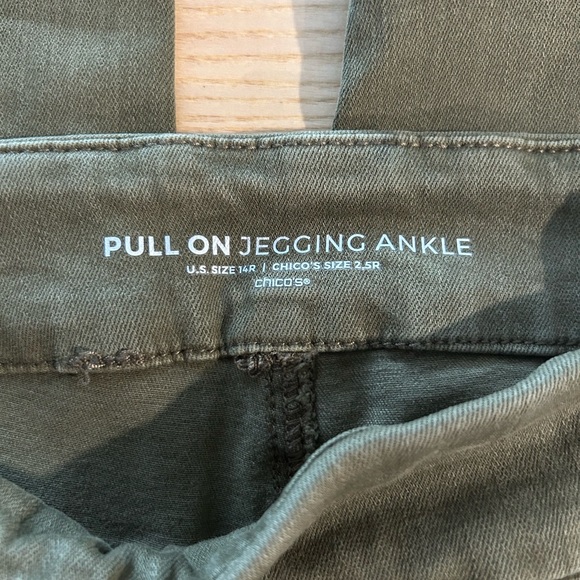 PULL ON JEGGING ANKLE
U.S. SIZE 14R | CHICO'S SIZE 2.5R
chico's®